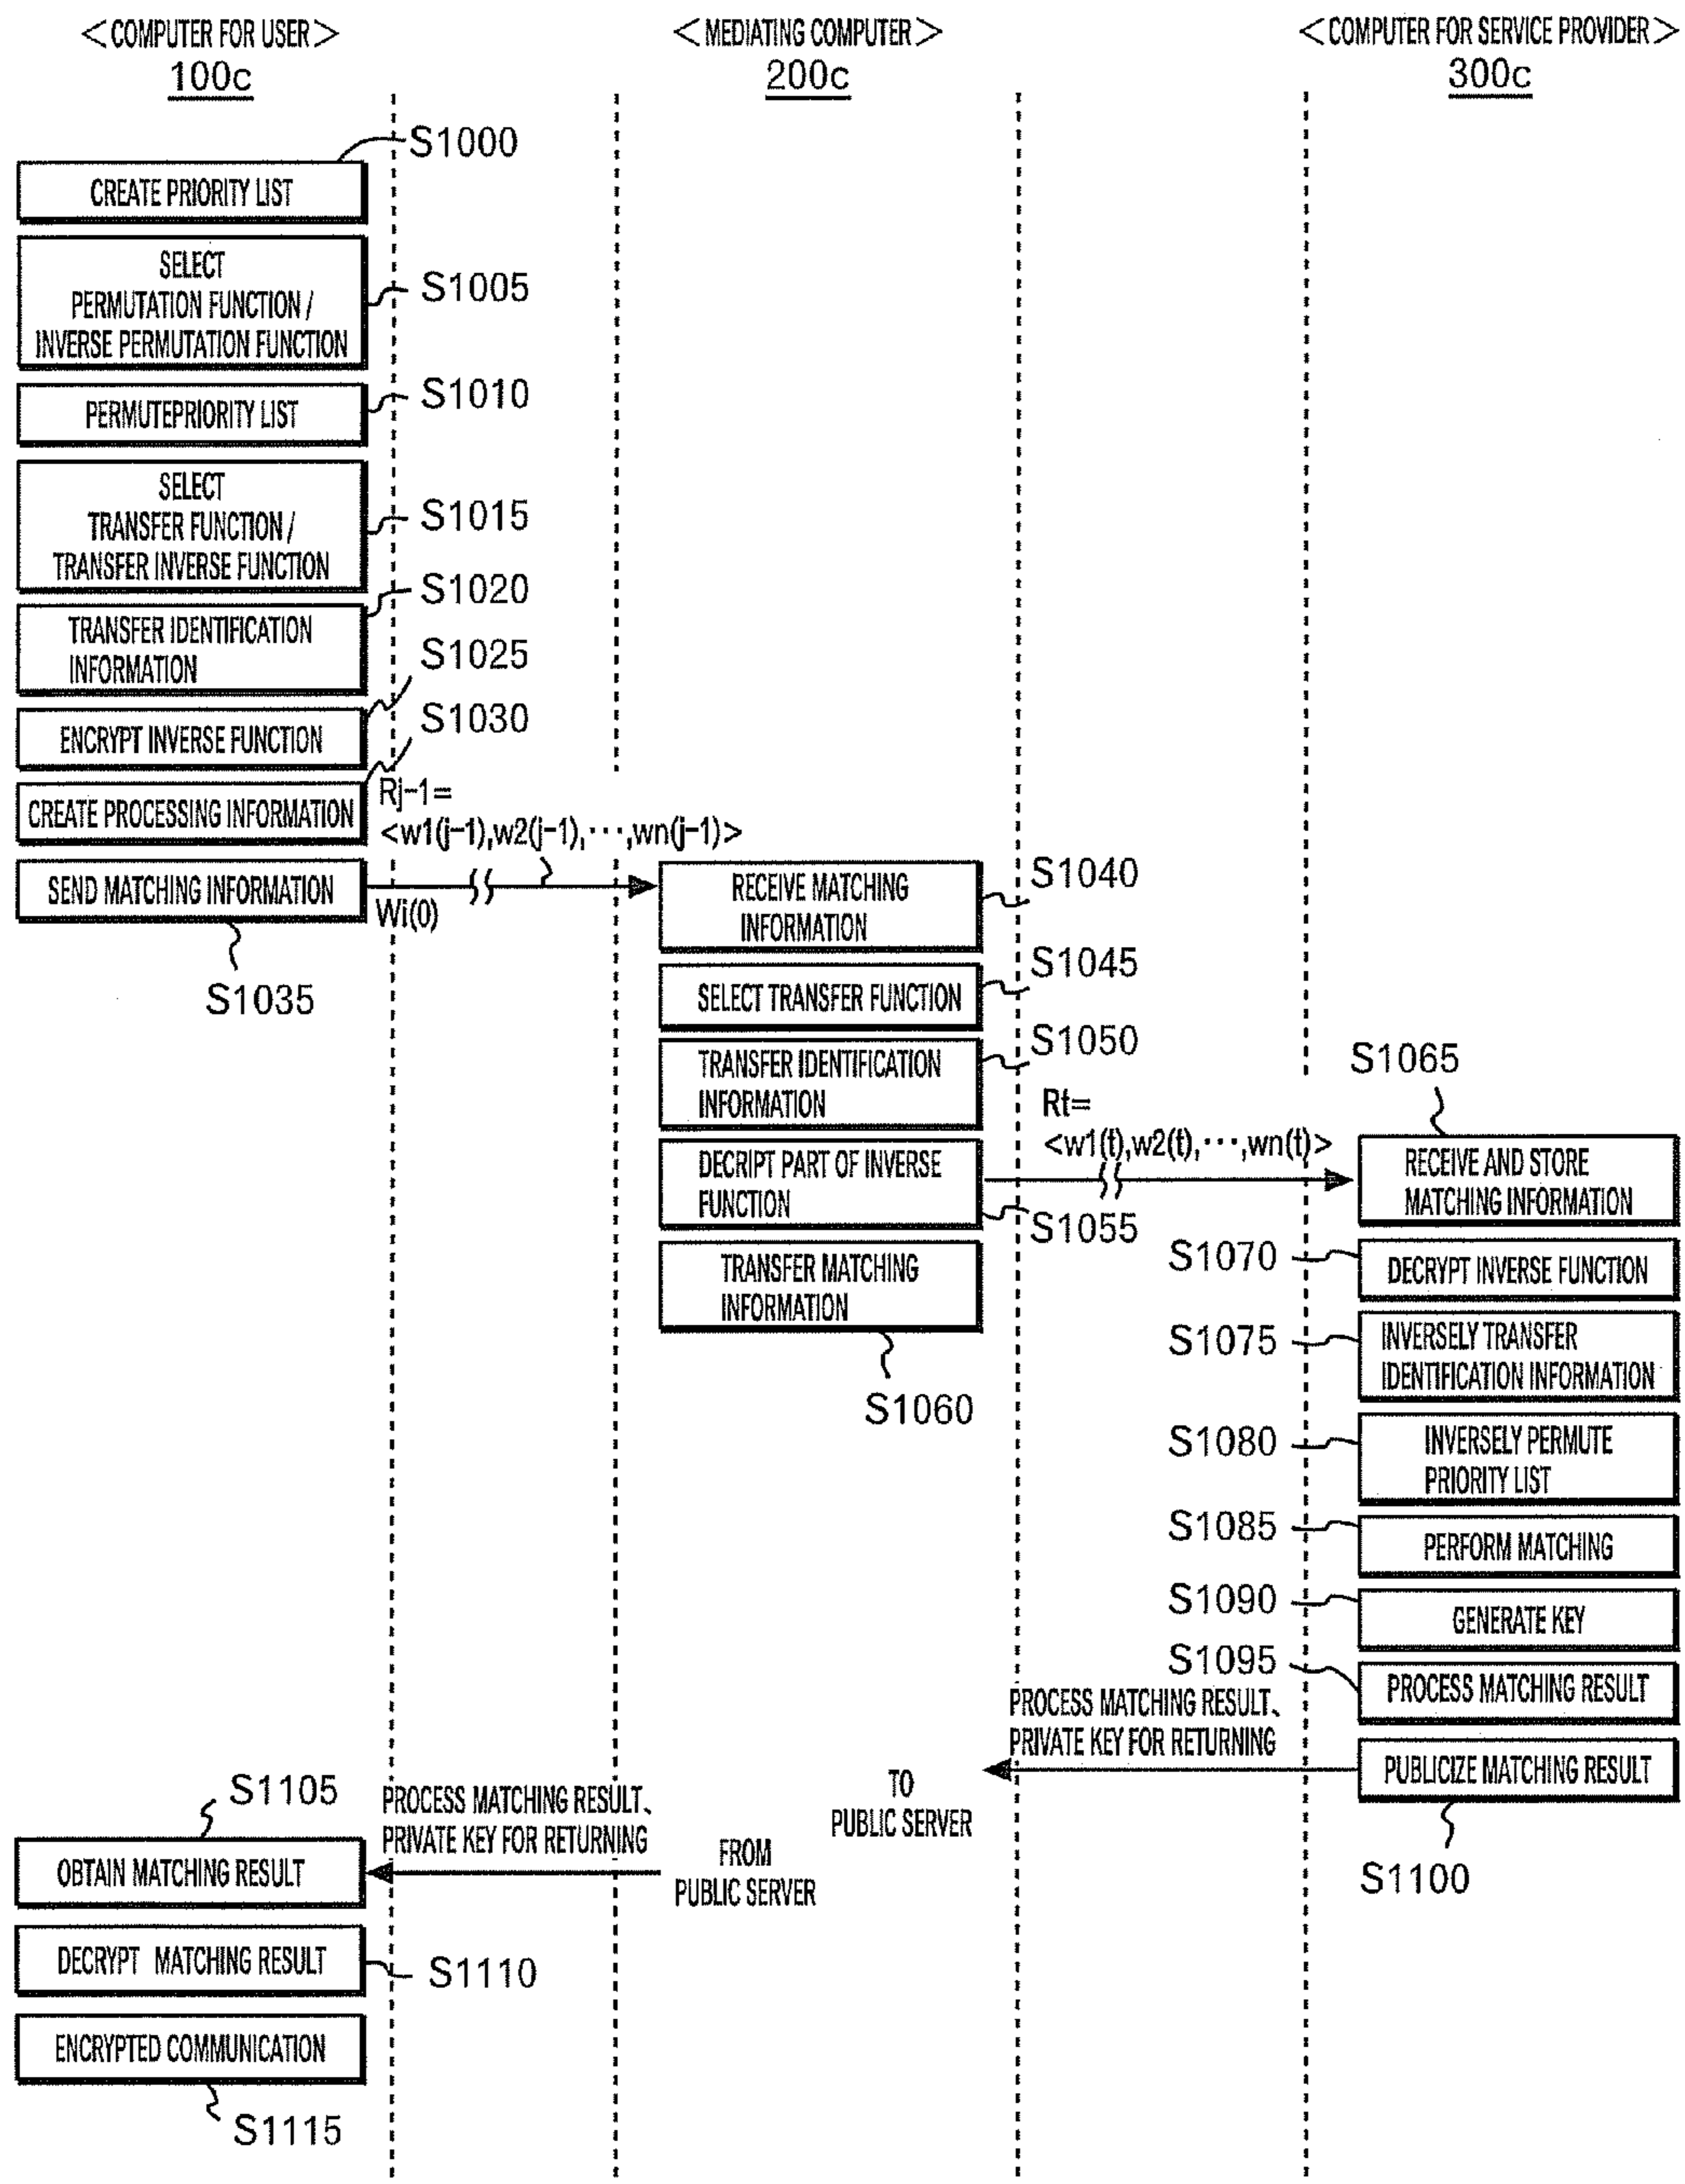 <COMPUTER FOR USER>
100c
<MEDIATING COMPUTER>
200c
<COMPUTER FOR SERVICE PROVIDER>
300c
S1000
CREATE PRIORITY LIST
SELECT
PERMUTATION FUNCTION /
INVERSE PERMUTATION FUNCTION
S1005
PERMUTEPRIORITY LIST
S1010
SELECT
TRANSFER FUNCTION /
TRANSFER INVERSE FUNCTION
S1015
TRANSFER IDENTIFICATION
INFORMATION
S1020
ENCRYPT INVERSE FUNCTION
S1025
CREATE PROCESSING INFORMATION
S1030
Rj-1=
<w1(j-1),w2(j-1),···,wn(j-1)>
SEND MATCHING INFORMATION
Wi(0)
S1035
RECEIVE MATCHING
INFORMATION
S1040
SELECT TRANSFER FUNCTION
S1045
TRANSFER IDENTIFICATION
INFORMATION
S1050
DECRIPT PART OF INVERSE
FUNCTION
S1055
TRANSFER MATCHING
INFORMATION
S1060
Rt=
<w1(t),w2(t),···,wn(t)>
S1065
RECEIVE AND STORE
MATCHING INFORMATION
S1070
DECRYPT INVERSE FUNCTION
S1075
INVERSELY TRANSFER
IDENTIFICATION INFORMATION
S1080
INVERSELY PERMUTE
PRIORITY LIST
S1085
PERFORM MATCHING
S1090
GENERATE KEY
S1095
PROCESS MATCHING RESULT
PROCESS MATCHING RESULT、
PRIVATE KEY FOR RETURNING
PUBLICIZE MATCHING RESULT
S1100
TO
PUBLIC SERVER
PROCESS MATCHING RESULT、
PRIVATE KEY FOR RETURNING
FROM
PUBLIC SERVER
S1105
OBTAIN MATCHING RESULT
DECRYPT MATCHING RESULT
S1110
ENCRYPTED COMMUNICATION
S1115